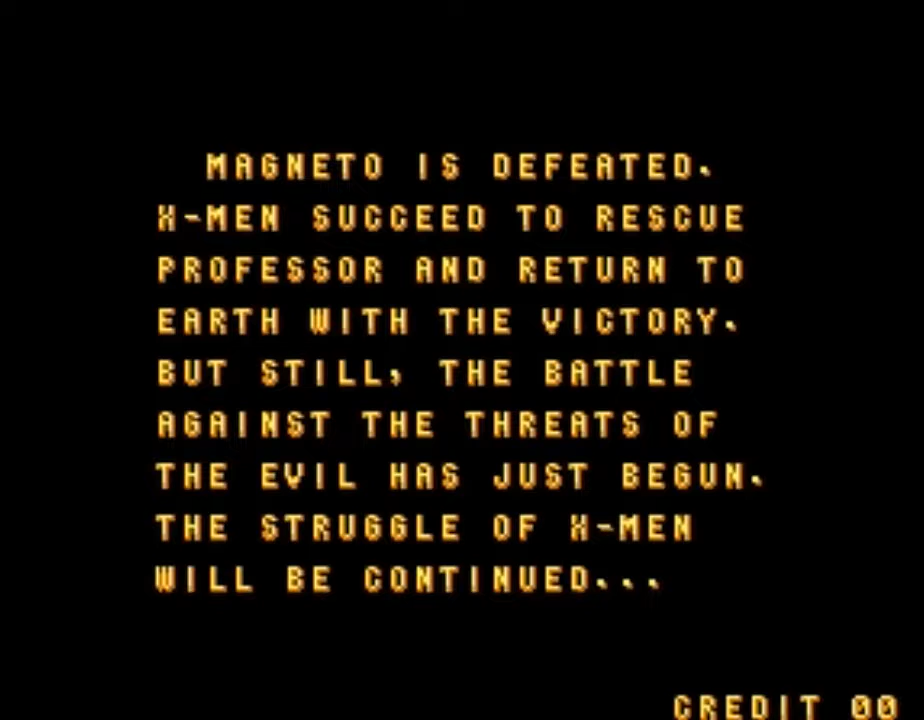 MAGNETO IS DEFEATED.
X-MEN SUCCEED TO RESCUE
PROFESSOR AND RETURN TO
EARTH WITH THE VICTORY.
BUT STILL, THE BATTLE
AGAINST THE THREATS OF
THE EVIL HAS JUST BEGUN.
THE STRUGGLE OF X-MEN
WILL BE CONTINUED...
CREDIT 00